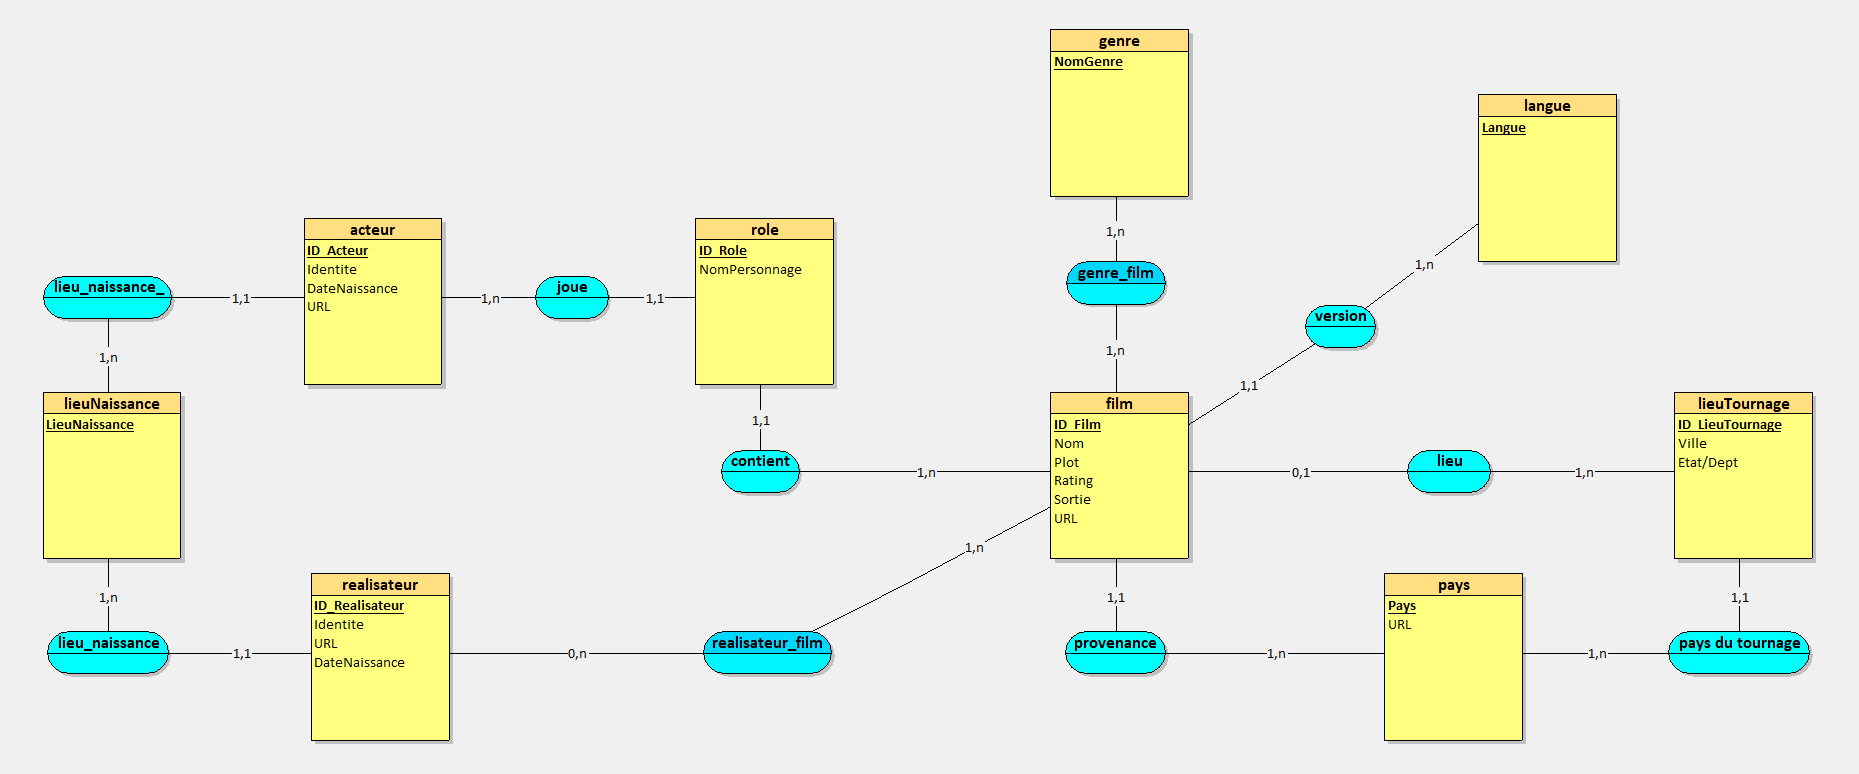 genre
NomGenre
langue
Langue
1,n
genre_film
1,n
1,n
version
1,1
acteur
ID_Acteur
Identite
DateNaissance
URL
role
ID_Role
NomPersonnage
lieu_naissance_
1,1
1,n
joue
1,1
1,n
1,1
lieuNaissance
LieuNaissance
film
ID_Film
Nom
Plot
Rating
Sortie
URL
lieuTournage
ID_LieuTournage
Ville
Etat/Dept
contient
1,n
0,1
lieu
1,n
1,n
1,n
1,1
1,1
realisateur
ID_Realisateur
Identite
URL
DateNaissance
pays
Pays
URL
lieu_naissance
1,1
0,n
realisateur_film
provenance
1,n
1,n
pays du tournage